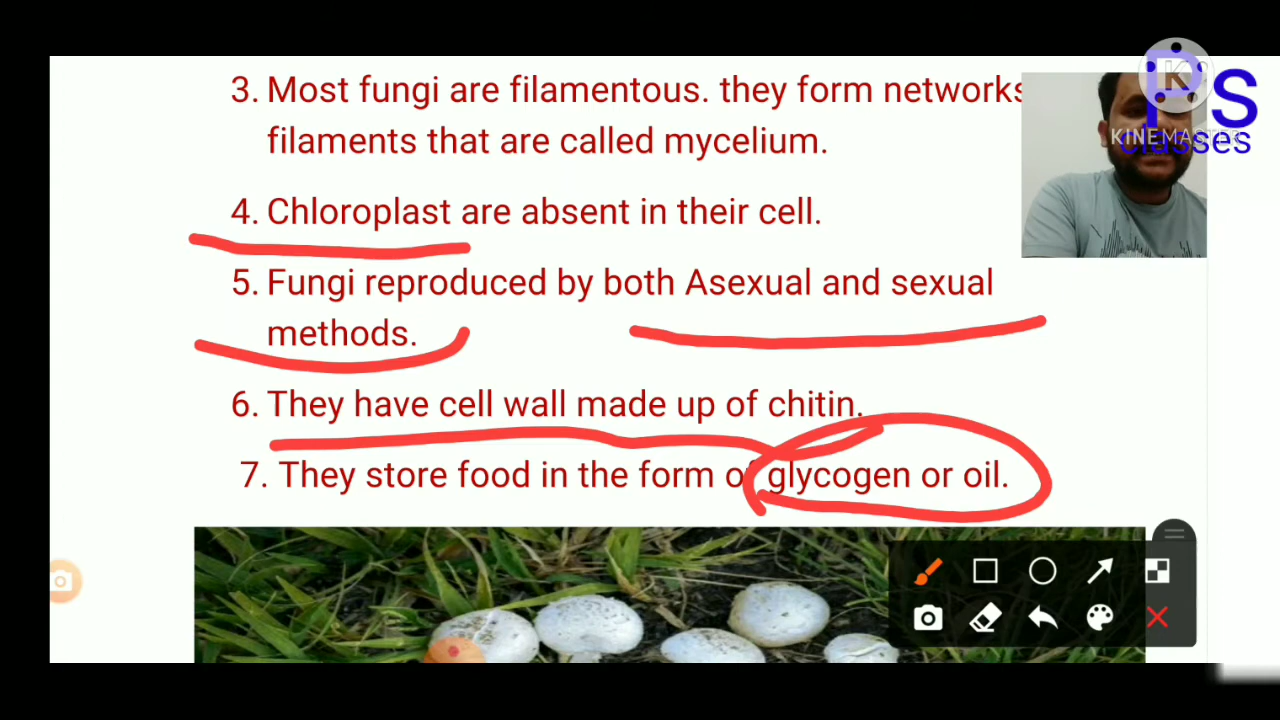 3. Most fungi are filamentous. they form networks
filaments that are called mycelium.
4. Chloroplast are absent in their cell.
5. Fungi reproduced by both Asexual and sexual
methods.
6. They have cell wall made up of chitin.
7. They store food in the form of glycogen or oil.
PS
K
KINEMASTER
classes